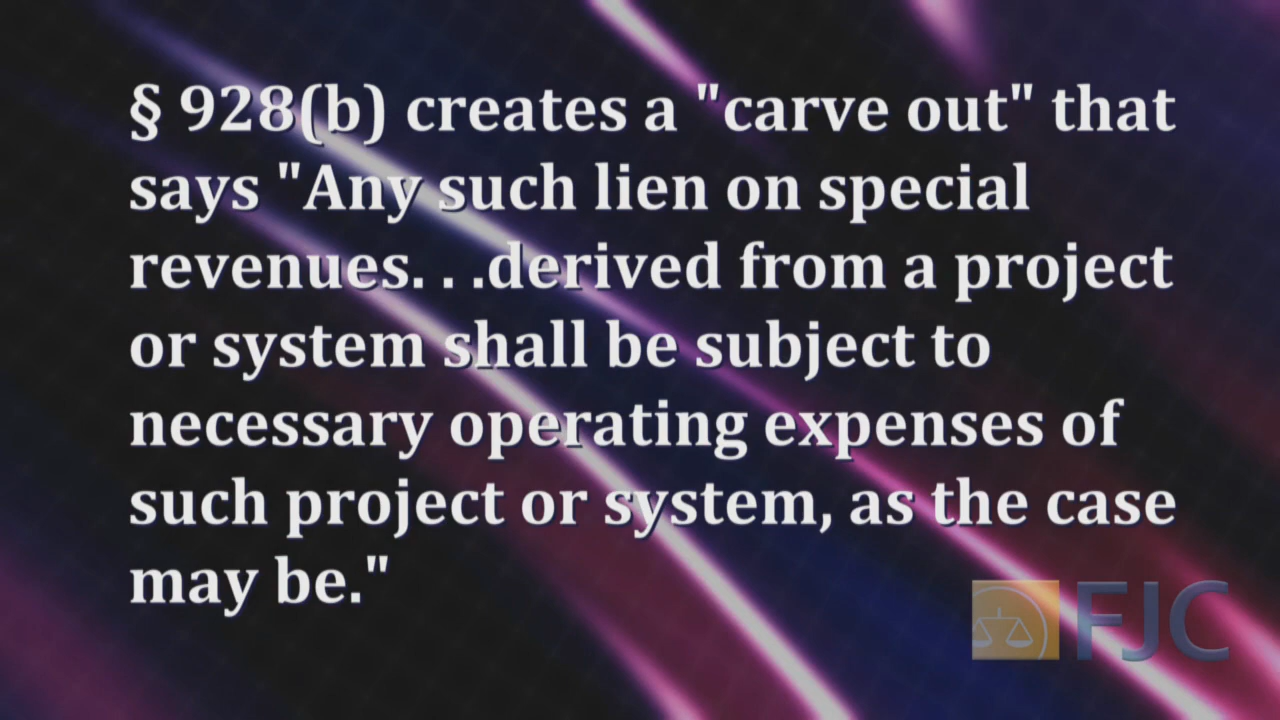 § 928(b) creates a "carve out" that
says "Any such lien on special
revenues. . .derived from a project
or system shall be subject to
necessary operating expenses of
such project or system, as the case
may be."
FJC